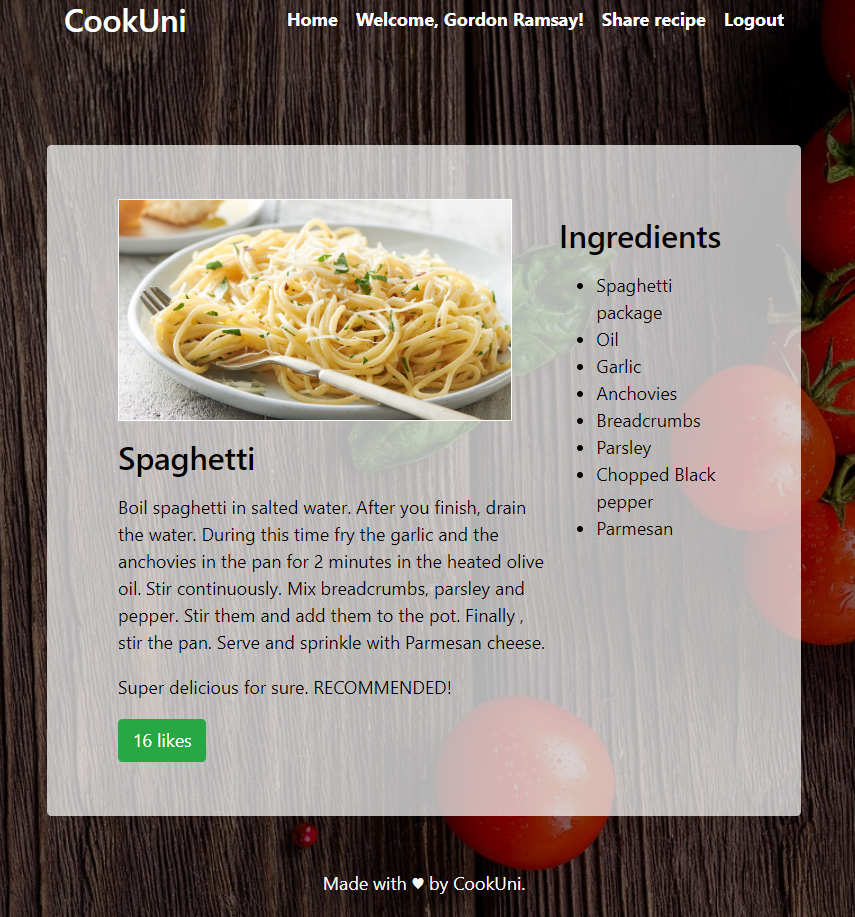 CookUni
Home Welcome, Gordon Ramsay! Share recipe Logout
Ingredients
Spaghetti
package
Oil
Garlic
Anchovies
Breadcrumbs
Parsley
Chopped Black
pepper
Parmesan
Spaghetti
Boil spaghetti in salted water. After you finish, drain
the water. During this time fry the garlic and the
anchovies in the pan for 2 minutes in the heated olive
oil. Stir continuously. Mix breadcrumbs, parsley and
pepper. Stir them and add them to the pot. Finally ,
stir the pan. Serve and sprinkle with Parmesan cheese.
Super delicious for sure. RECOMMENDED!
16 likes
Made with ♥ by CookUni.